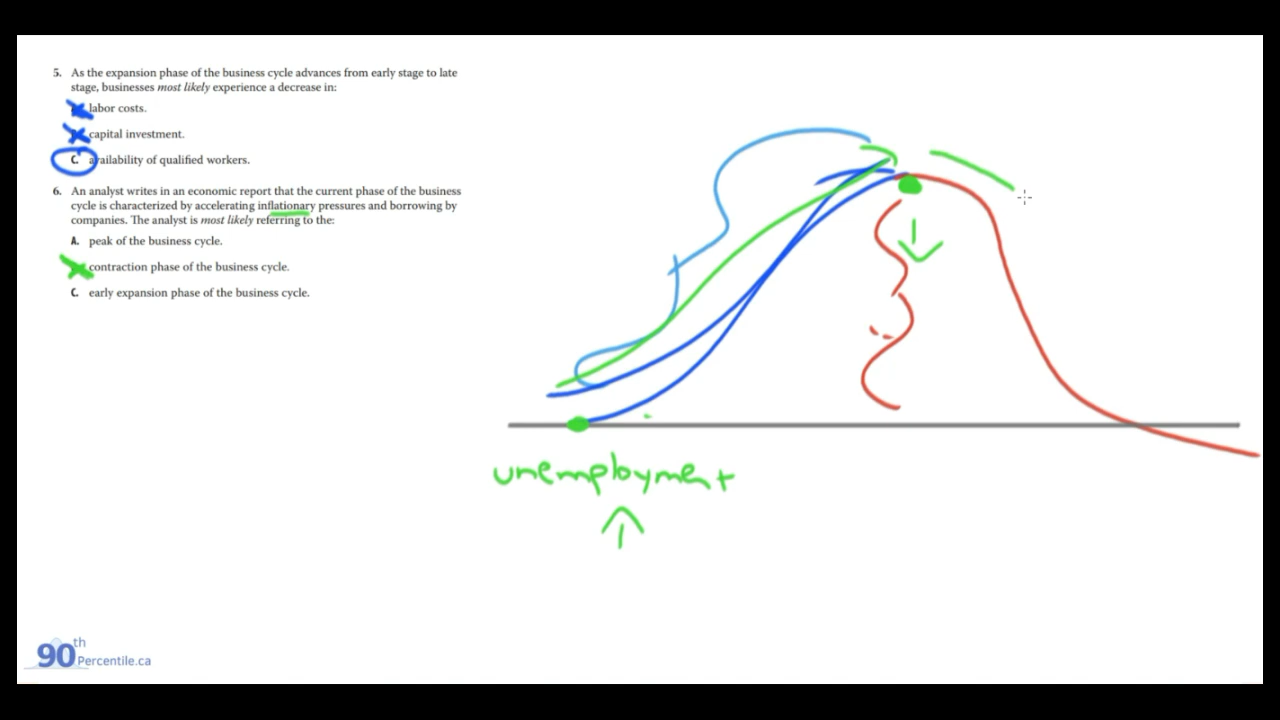 5. As the expansion phase of the business cycle advances from early stage to late
stage, businesses most likely experience a decrease in:
labor costs.
capital investment.
C. availability of qualified workers.
6. An analyst writes in an economic report that the current phase of the business
cycle is characterized by accelerating inflationary pressures and borrowing by
companies. The analyst is most likely referring to the:
A. peak of the business cycle.
contraction phase of the business cycle.
C. early expansion phase of the business cycle.
unemployment
90th
Percentile.ca